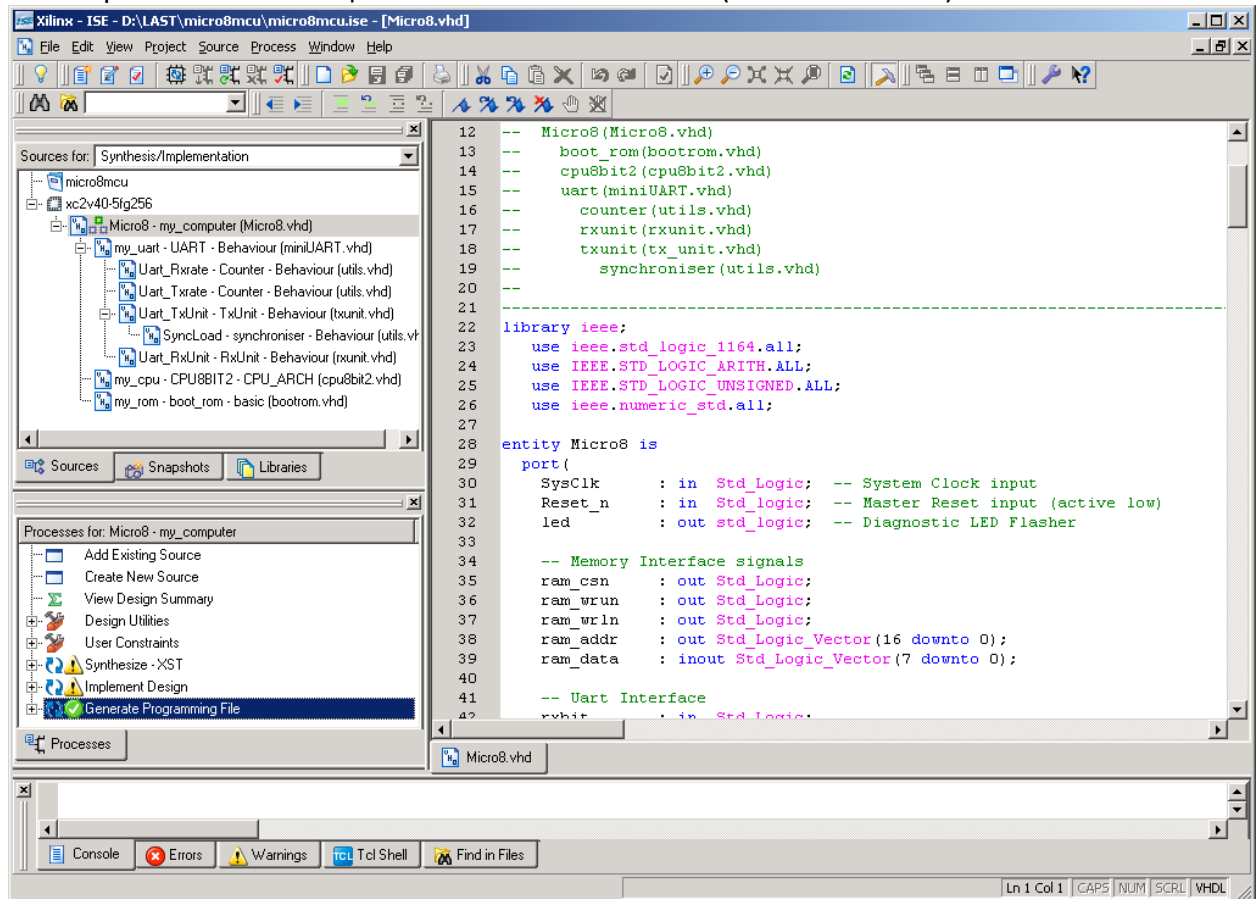 Xilinx - ISE - D:\LAST\micro8mcu\micro8mcu.ise - [Micro8.vhd]
File Edit View Project Source Process Window Help
Sources for: Synthesis/Implementation
micro8mcu
xc2v40-5fg256
Micro8 - my_computer (Micro8.vhd)
my_uart - UART - Behaviour (miniUART.vhd)
Uart_Rxrate - Counter - Behaviour (utils.vhd)
Uart_Txrate - Counter - Behaviour (utils.vhd)
Uart_TxUnit - TxUnit - Behaviour (txunit.vhd)
SyncLoad - synchroniser - Behaviour (utils.vh
Uart_RxUnit - RxUnit - Behaviour (rxunit.vhd)
my_cpu - CPU8BIT2 - CPU_ARCH (cpu8bit2.vhd)
my_rom - boot_rom - basic (bootrom.vhd)
Sources Snapshots Libraries
Processes for: Micro8 - my_computer
Add Existing Source
Create New Source
View Design Summary
Design Utilities
User Constraints
Synthesize - XST
Implement Design
Generate Programming File
Processes
12 -- Micro8(Micro8.vhd)
13 -- boot_rom(bootrom.vhd)
14 -- cpu8bit2(cpu8bit2.vhd)
15 -- uart(miniUART.vhd)
16 -- counter(utils.vhd)
17 -- rxunit(rxunit.vhd)
18 -- txunit(tx_unit.vhd)
19 -- synchroniser(utils.vhd)
20 --
21 --------------------------------------------------------------------------------
22 library ieee;
23 use ieee.std_logic_1164.all;
24 use IEEE.STD_LOGIC_ARITH.ALL;
25 use IEEE.STD_LOGIC_UNSIGNED.ALL;
26 use ieee.numeric_std.all;
27
28 entity Micro8 is
29 port(
30 SysClk : in Std_Logic; -- System Clock input
31 Reset_n : in Std_logic; -- Master Reset input (active low)
32 led : out std_logic; -- Diagnostic LED Flasher
33
34 -- Memory Interface signals
35 ram_csn : out Std_Logic;
36 ram_wrun : out Std_Logic;
37 ram_wrln : out Std_Logic;
38 ram_addr : out Std_Logic_Vector(16 downto 0);
39 ram_data : inout Std_Logic_Vector(7 downto 0);
40
41 -- Uart Interface
42 rxbit : in Std_Logic;
Micro8.vhd
Console Errors Warnings Tcl Shell Find in Files
Ln 1 Col 1 CAPS NUM SCRL VHDL